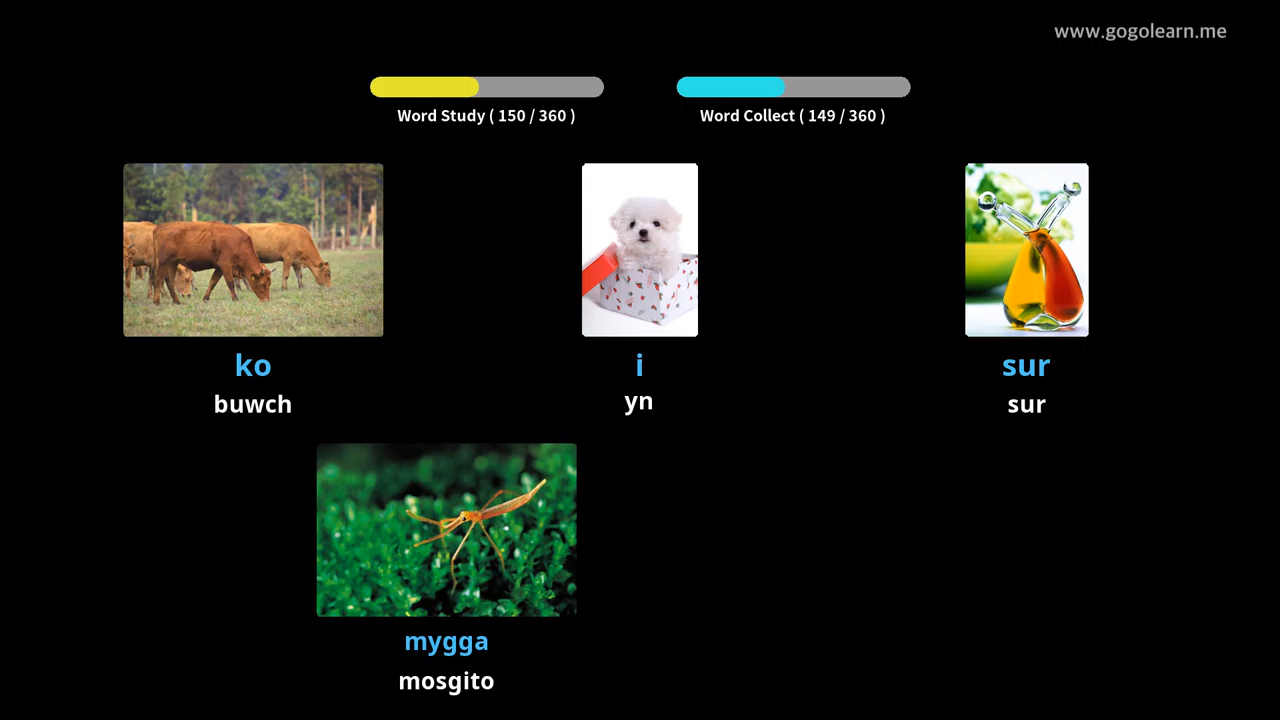 www.gogolearn.me
Word Study ( 150 / 360 )
Word Collect ( 149 / 360 )
ko
buwch
i
yn
sur
sur
mygga
mosgito